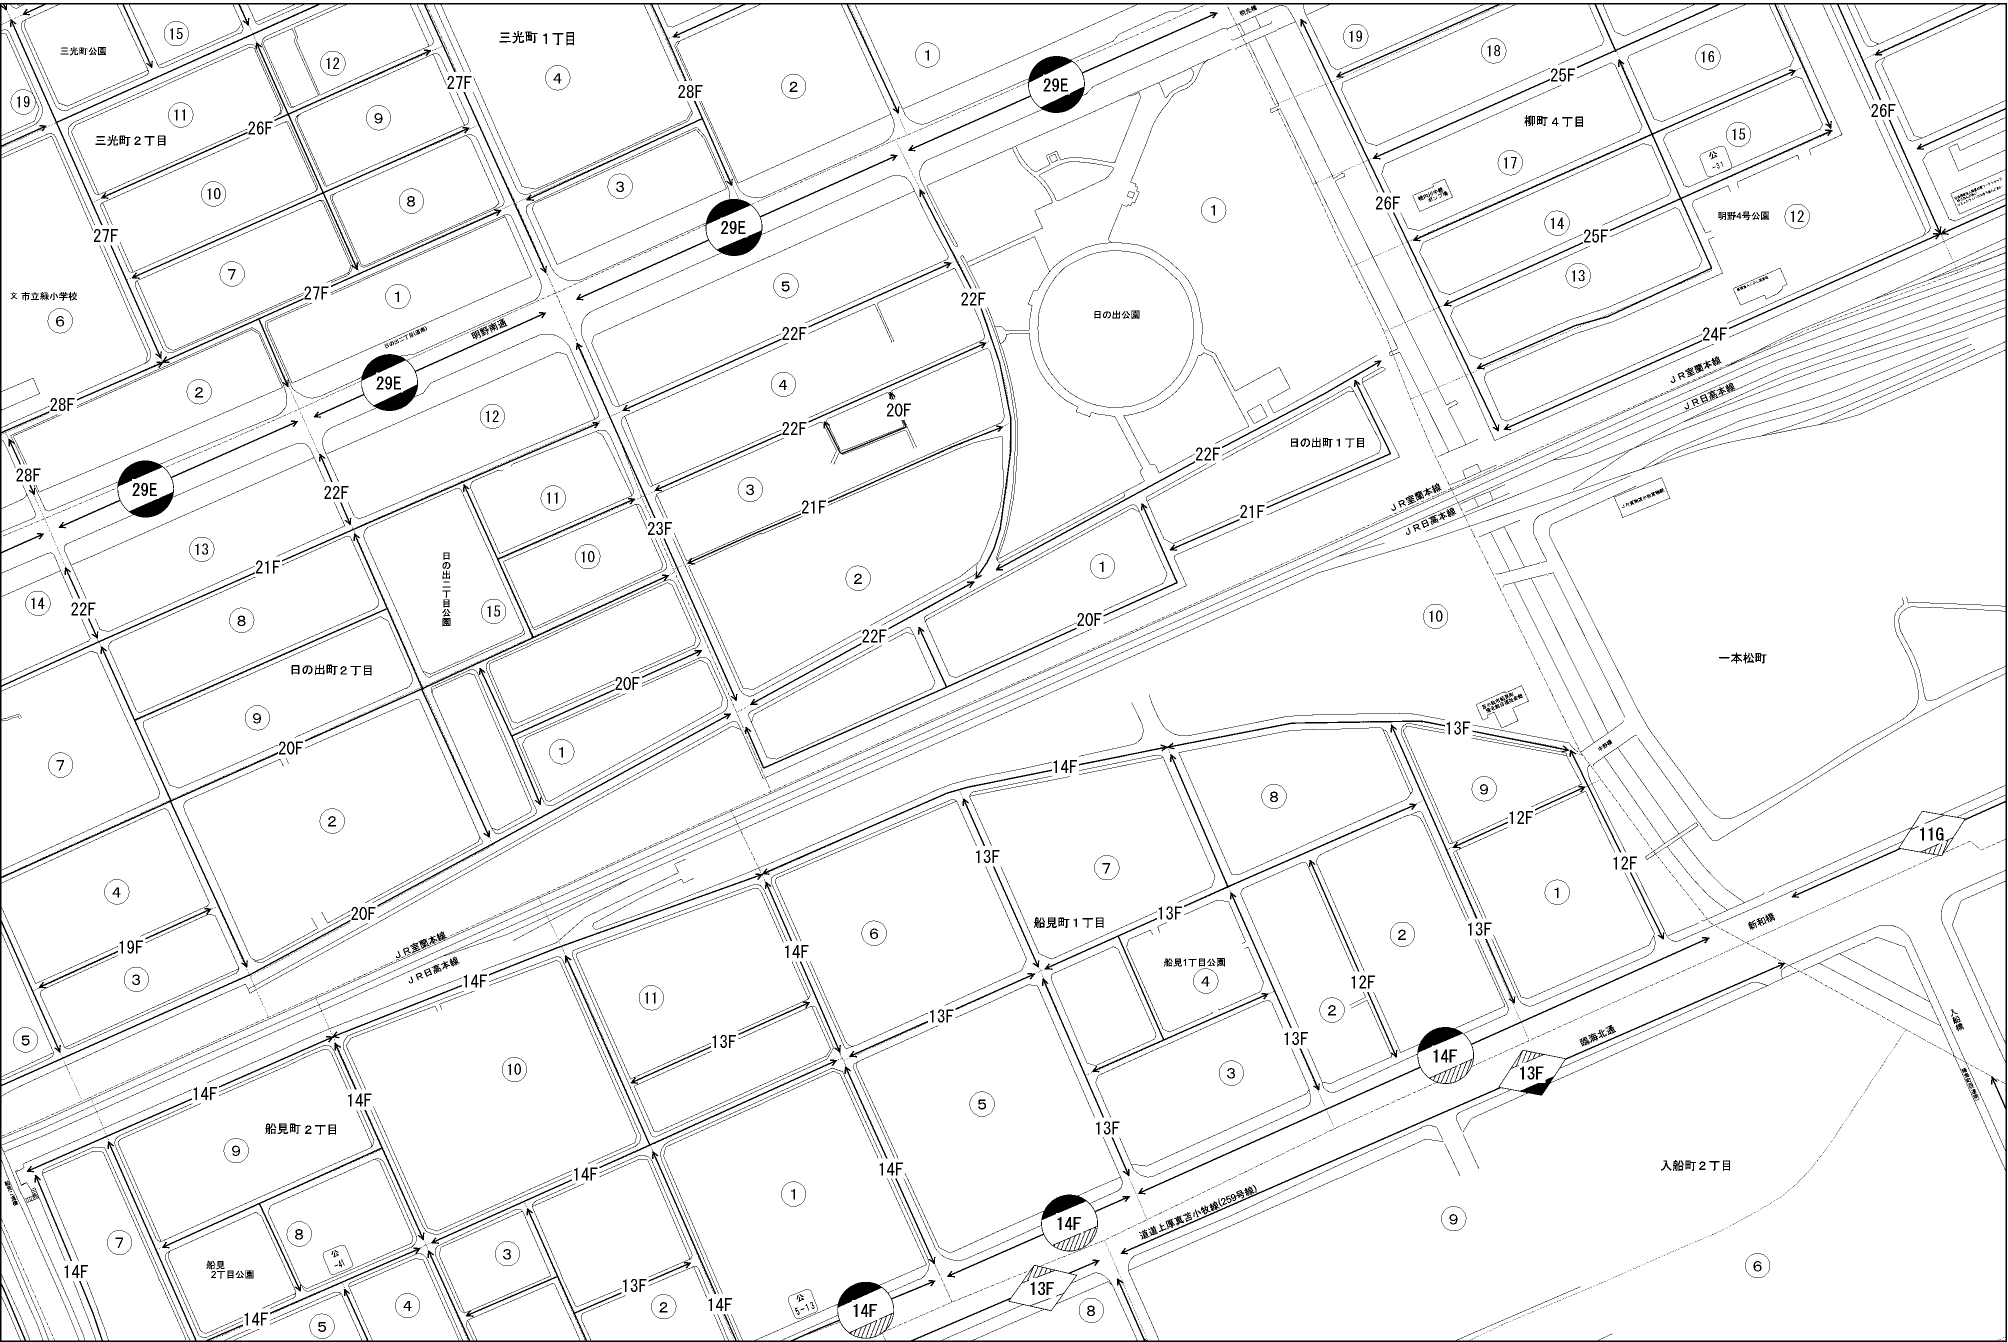 三光町公園
15
三光町1丁目
4
12
27F
28F
2
1
29E
19
18
25F
16
26F
19
11
三光町2丁目
26F
9
10
8
3
29E
柳町4丁目
17
15
公
-31
26F
14
25F
明野4号公園
12
13
27F
7
27F
1
文 市立緑小学校
6
明野南通
5
22F
22F
日の出公園
1
24F
JR室蘭本線
JR日高本線
28F
2
29E
12
4
20F
22F
22F
日の出町1丁目
28F
29E
22F
11
3
21F
23F
21F
JR室蘭本線
JR日高本線
13
21F
日の出二丁目公園
10
2
1
14
22F
8
15
22F
20F
10
一本松町
日の出町2丁目
9
20F
20F
7
1
2
14F
13F
8
9
12F
11G
4
20F
19F
3
JR室蘭本線
JR日高本線
13F
7
12F
1
6
船見町1丁目
13F
2
13F
新和橋
14F
14F
11
船見1丁目公園
4
12F
2
13F
13F
入船橋
5
10
13F
14F
3
5
14F
13F
臨海北通
14F
船見町2丁目
9
14F
13F
14F
14F
1
14F
道道上厚真苫小牧線(259号線)
入船町2丁目
9
7
8
公
-41
船見
2丁目公園
3
13F
14F
14F
4
5
2
14F
公
5-13
14F
13F
8
6